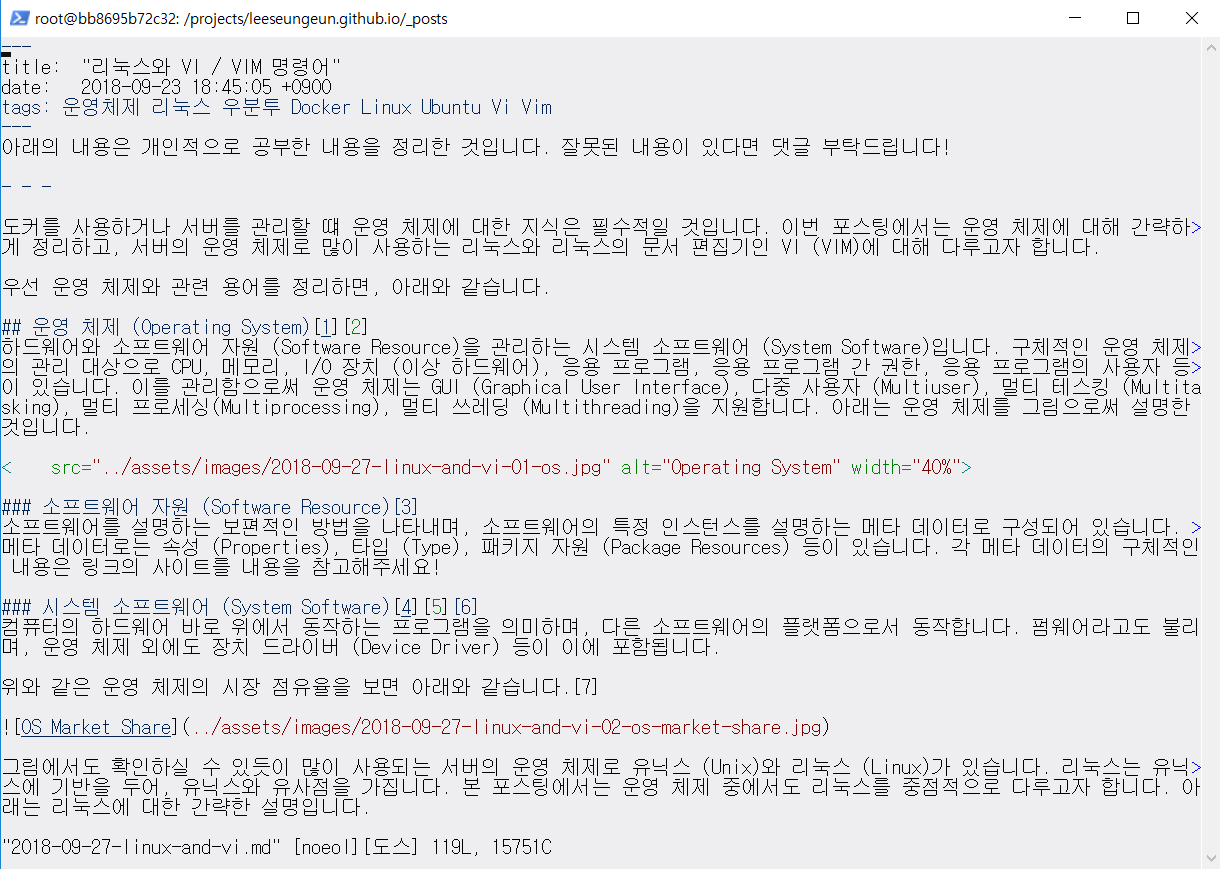 root@bb8695b72c32: /projects/leeseungeun.github.io/_posts
---
title:  "리눅스와 VI / VIM 명령어"
date:   2018-09-23 18:45:05 +0900
tags: 운영체제 리눅스 우분투 Docker Linux Ubuntu Vi Vim
---
아래의 내용은 개인적으로 공부한 내용을 정리한 것입니다. 잘못된 내용이 있다면 댓글 부탁드립니다!
- - -
도커를 사용하거나 서버를 관리할 떄 운영 체제에 대한 지식은 필수적일 것입니다. 이번 포스팅에서는 운영 체제에 대해 간략하>
게 정리하고, 서버의 운영 체제로 많이 사용하는 리눅스와 리눅스의 문서 편집기인 VI (VIM)에 대해 다루고자 합니다.
우선 운영 체제와 관련 용어를 정리하면, 아래와 같습니다.
## 운영 체제 (Operating System)[1][2]
하드웨어와 소프트웨어 자원 (Software Resource)을 관리하는 시스템 소프트웨어 (System Software)입니다. 구체적인 운영 체제>
의 관리 대상으로 CPU, 메모리, I/O 장치 (이상 하드웨어), 응용 프로그램, 응용 프로그램 간 권한, 응용 프로그램의 사용자 등>
이 있습니다. 이를 관리함으로써 운영 체제는 GUI (Graphical User Interface), 다중 사용자 (Multiuser), 멀티 테스킹 (Multita
sking), 멀티 프로세싱(Multiprocessing), 멀티 쓰레딩 (Multithreading)을 지원합니다. 아래는 운영 체제를 그림으로써 설명한
것입니다.
<    src="../assets/images/2018-09-27-linux-and-vi-01-os.jpg" alt="Operating System" width="40%">
### 소프트웨어 자원 (Software Resource)[3]
소프트웨어를 설명하는 보편적인 방법을 나타내며, 소프트웨어의 특정 인스턴스를 설명하는 메타 데이터로 구성되어 있습니다. >
메타 데이터로는 속성 (Properties), 타입 (Type), 패키지 자원 (Package Resources) 등이 있습니다. 각 메타 데이터의 구체적인
 내용은 링크의 사이트를 내용을 참고해주세요!
### 시스템 소프트웨어 (System Software)[4][5][6]
컴퓨터의 하드웨어 바로 위에서 동작하는 프로그램을 의미하며, 다른 소프트웨어의 플랫폼으로서 동작합니다. 펌웨어라고도 불리
며, 운영 체제 외에도 장치 드라이버 (Device Driver) 등이 이에 포함됩니다.
위와 같은 운영 체제의 시장 점유율을 보면 아래와 같습니다.[7]
![OS Market Share](../assets/images/2018-09-27-linux-and-vi-02-os-market-share.jpg)
그림에서도 확인하실 수 있듯이 많이 사용되는 서버의 운영 체제로 유닉스 (Unix)와 리눅스 (Linux)가 있습니다. 리눅스는 유닉>
스에 기반을 두어, 유닉스와 유사점을 가집니다. 본 포스팅에서는 운영 체제 중에서도 리눅스를 중점적으로 다루고자 합니다. 아
래는 리눅스에 대한 간략한 설명입니다.
"2018-09-27-linux-and-vi.md" [noeol][도스] 119L, 15751C